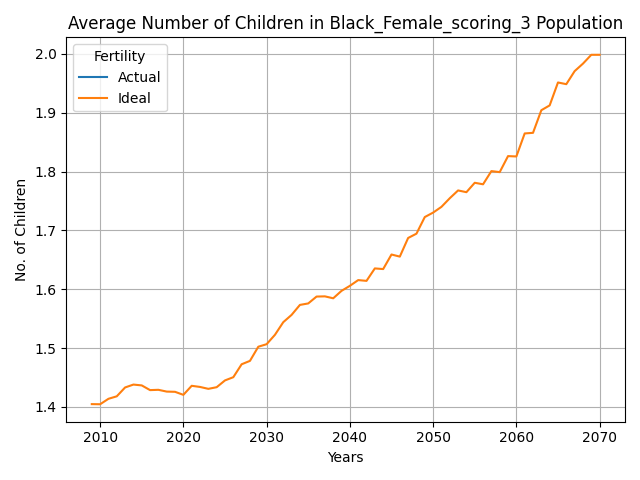 Average Number of Children in Black_Female_scoring_3 Population
Fertility
Actual
Ideal
No. of Children
2.0
1.9
1.8
1.7
1.6
1.5
1.4
2010 2020 2030 2040 2050 2060 2070
Years